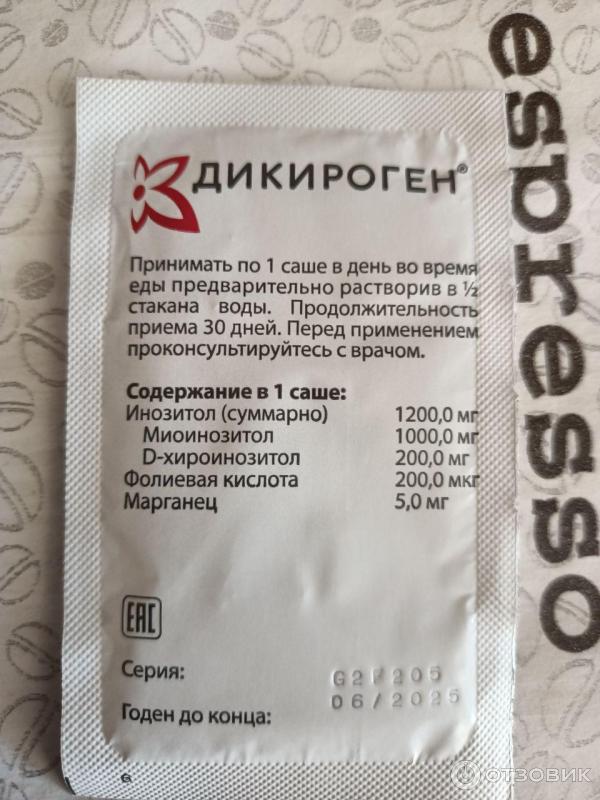 ДИКИРОГЕН®
Принимать по 1 саше в день во время
еды предварительно растворив в ½
стакана воды. Продолжительность
приема 30 дней. Перед применением
проконсультируйтесь с врачом.
Содержание в 1 саше:
Инозитол (суммарно) 1200,0 мг
Миоинозитол 1000,0 мг
D-хироинозитол 200,0 мг
Фолиевая кислота 200,0 мкг
Марганец 5,0 мг
EAC
Серия: G2F205
Годен до конца: 06/2025
6
espresso
ОТЗОВИК